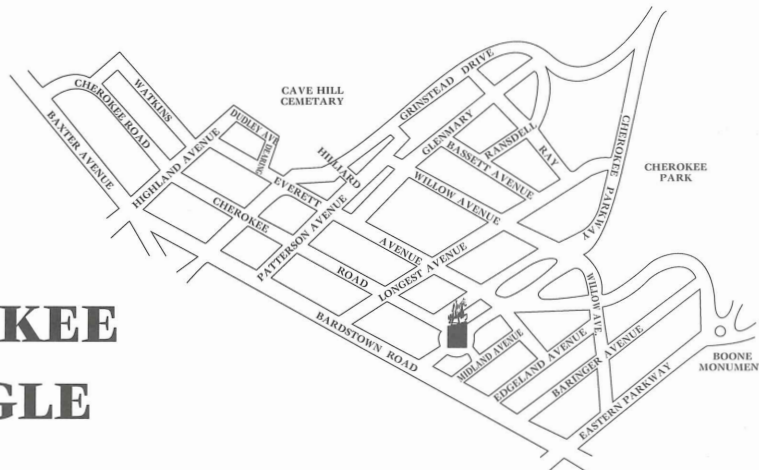 CAVE HILL
CEMETARY
GRINSTEAD DRIVE
WATKINS
CHEROKEE ROAD
BAXTER AVENUE
HIGHLAND AVENUE
DUDLEY AVE
DEARING
HILLIARD
EVERETT
GLENMARY
BASSETT AVENUE
RANSDELL
RAY
CHEROKEE PARKWAY
CHEROKEE
PARK
WILLOW AVENUE
CHEROKEE ROAD
PATTERSON AVENUE
AVENUE
LONGEST AVENUE
BARDSTOWN ROAD
WILLOW AVE.
MIDLAND AVENUE
EDGELAND AVENUE
BARINGER AVENUE
EASTERN PARKWAY
BOONE
MONUMEN
KEE
GLE